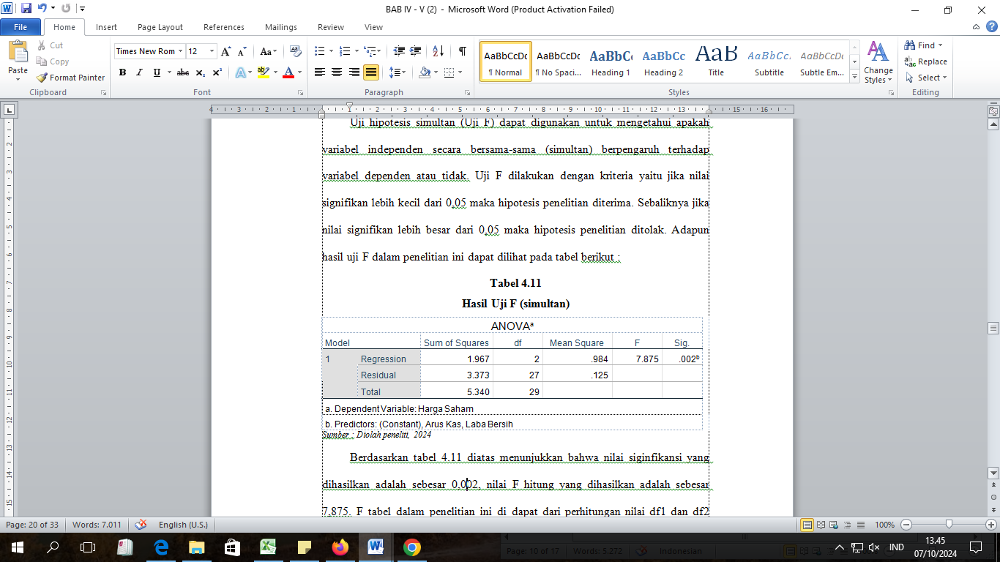 BAB IV - V (2) - Microsoft Word (Product Activation Failed)
File Home Insert Page Layout References Mailings Review View
Paste
Cut
Copy
Format Painter
Clipboard
Times New Rom 12
Font
Paragraph
AaBbCcDc AaBbCcDc AaBbC AaBbCc AaB AaBbCc. AaBbCcDc
¶ Normal ¶ No Spaci... Heading 1 Heading 2 Title Subtitle Subtle Em...
Styles
Change Styles
Find
Replace
Select
Editing
Uji hipotesis simultan (Uji F) dapat digunakan untuk mengetahui apakah
variabel independen secara bersama-sama (simultan) berpengaruh terhadap
variabel dependen atau tidak. Uji F dilakukan dengan kriteria yaitu jika nilai
signifikan lebih kecil dari 0,05 maka hipotesis penelitian diterima. Sebaliknya jika
nilai signifikan lebih besar dari 0,05 maka hipotesis penelitian ditolak. Adapun
hasil uji F dalam penelitian ini dapat dilihat pada tabel berikut :
Tabel 4.11
Hasil Uji F (simultan)
ANOVAᵃ
Model Sum of Squares df Mean Square F Sig.
1 Regression 1.967 2 .984 7.875 .002ᵇ
Residual 3.373 27 .125
Total 5.340 29
a. Dependent Variable: Harga Saham
b. Predictors: (Constant), Arus Kas, Laba Bersih
Sumber : Diolah peneliti, 2024
Berdasarkan tabel 4.11 diatas menunjukkan bahwa nilai siginfikansi yang
dihasilkan adalah sebesar 0,002, nilai F hitung yang dihasilkan adalah sebesar
7,875. F tabel dalam penelitian ini di dapat dari perhitungan nilai df1 dan df2
Page: 20 of 33 Words: 7.011 English (U.S.) 100%
Page: 10 of 17 Words: 5.272 Indonesian
IND
13.45
07/10/2024